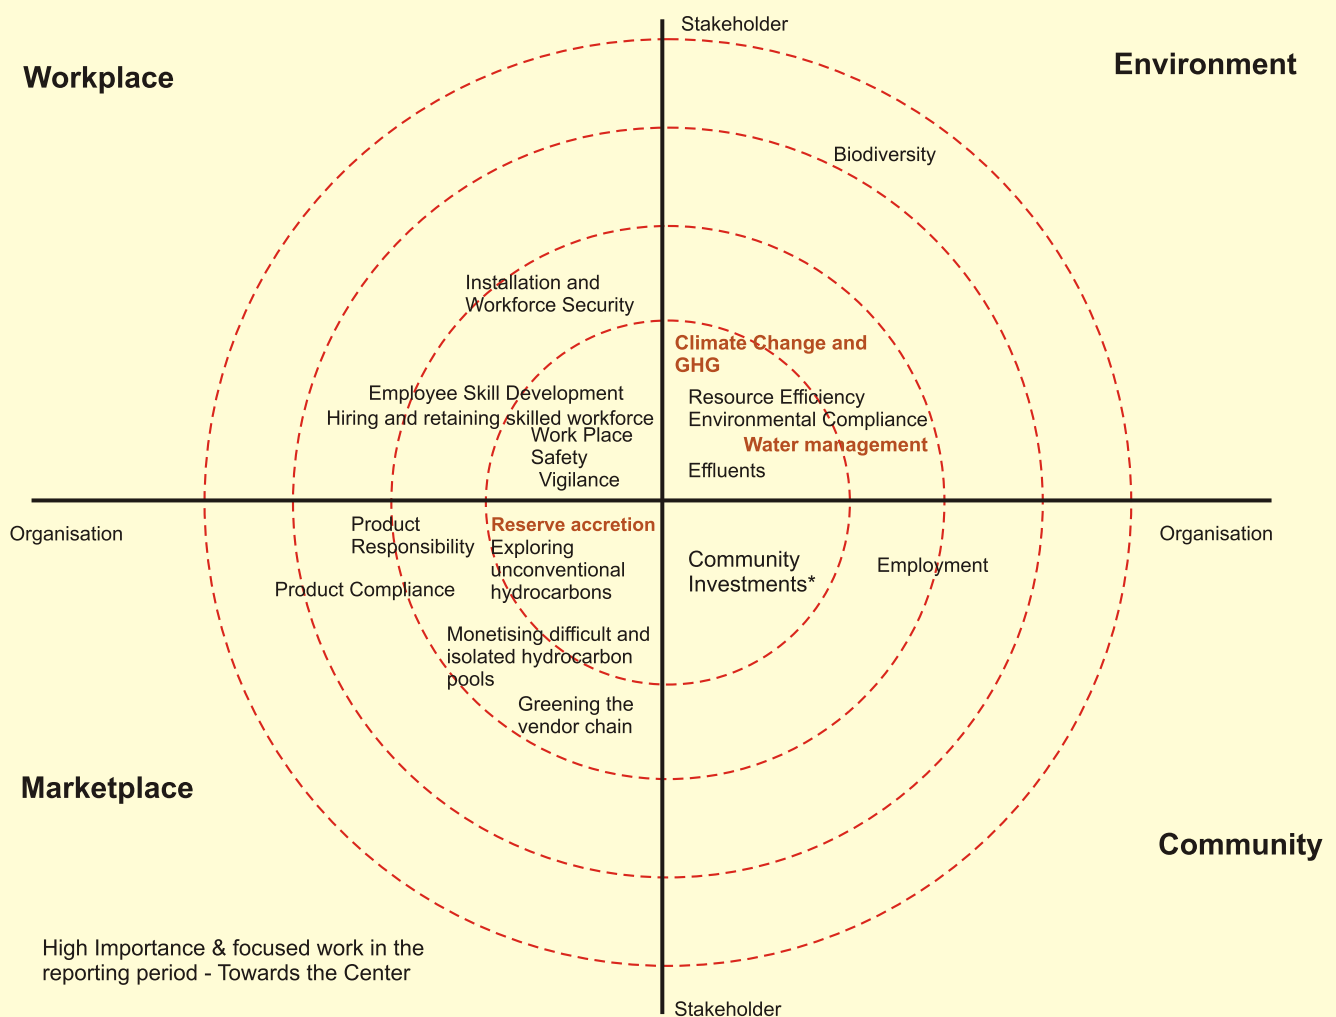 Stakeholder
Workplace
Environment
Biodiversity
Installation and
Workforce Security
Climate Change and
GHG
Employee Skill Development
Hiring and retaining skilled workforce
Work Place
Safety
Vigilance
Resource Efficiency
Environmental Compliance
Water management
Effluents
Organisation
Organisation
Product
Responsibility
Product Compliance
Reserve accretion
Exploring
unconventional
hydrocarbons
Monetising difficult and
isolated hydrocarbon
pools
Greening the
vendor chain
Community
Investments*
Employment
Marketplace
Community
High Importance & focused work in the
reporting period - Towards the Center
Stakeholder